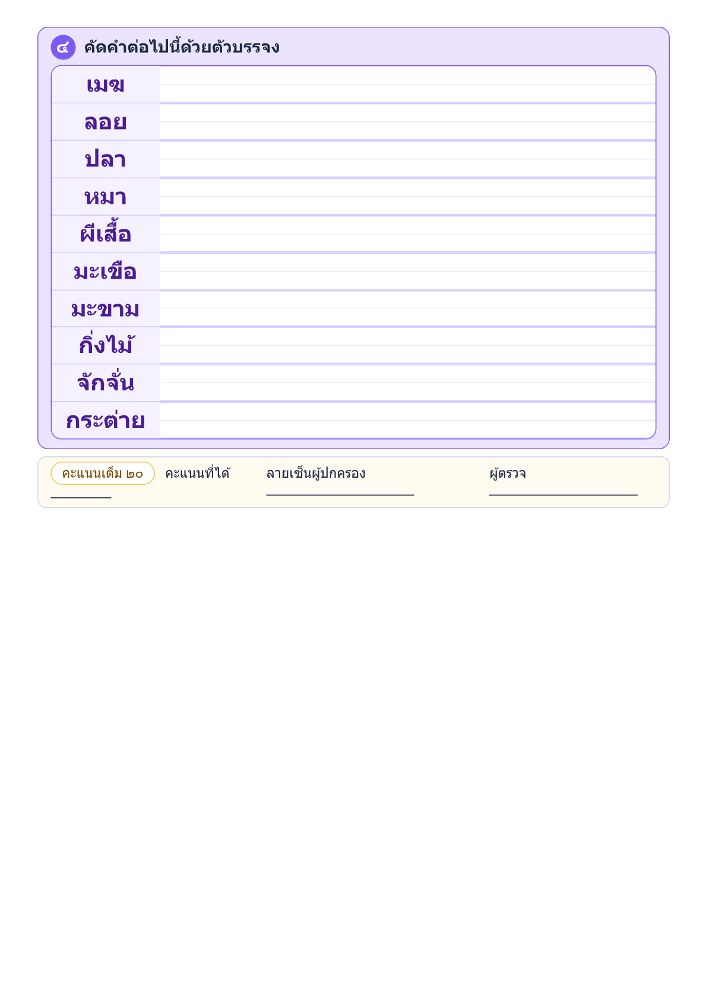 ๔ คัดคำต่อไปนี้ด้วยตัวบรรจง
เมฆ
ลอย
ปลา
หมา
ผีเสื้อ
มะเขือ
มะขาม
กิ่งไม้
จักจั่น
กระต่าย
คะแนนเต็ม ๒๐ คะแนนที่ได้ ลายเซ็นผู้ปกครอง ผู้ตรวจ